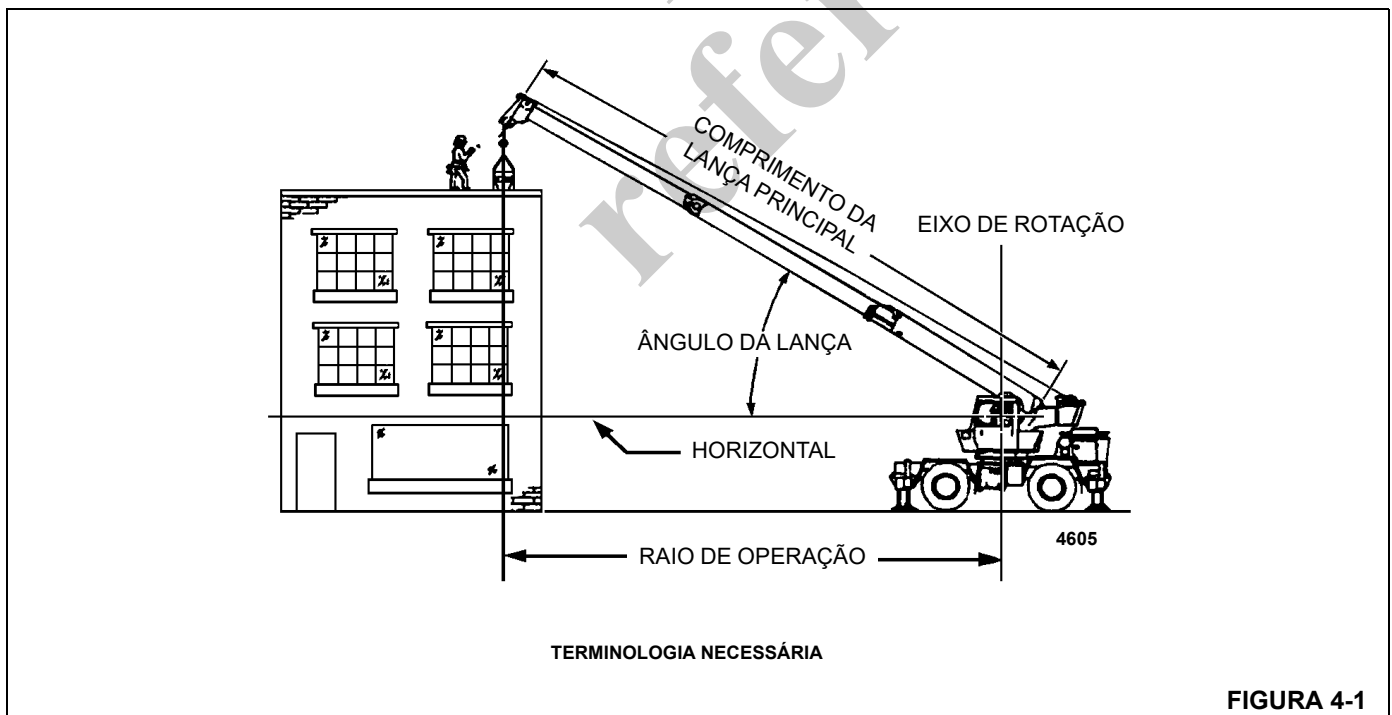 refer
COMPRIMENTO DA
LANÇA PRINCIPAL
EIXO DE ROTAÇÃO
ÂNGULO DA LANÇA
HORIZONTAL
4605
RAIO DE OPERAÇÃO
TERMINOLOGIA NECESSÁRIA
FIGURA 4-1